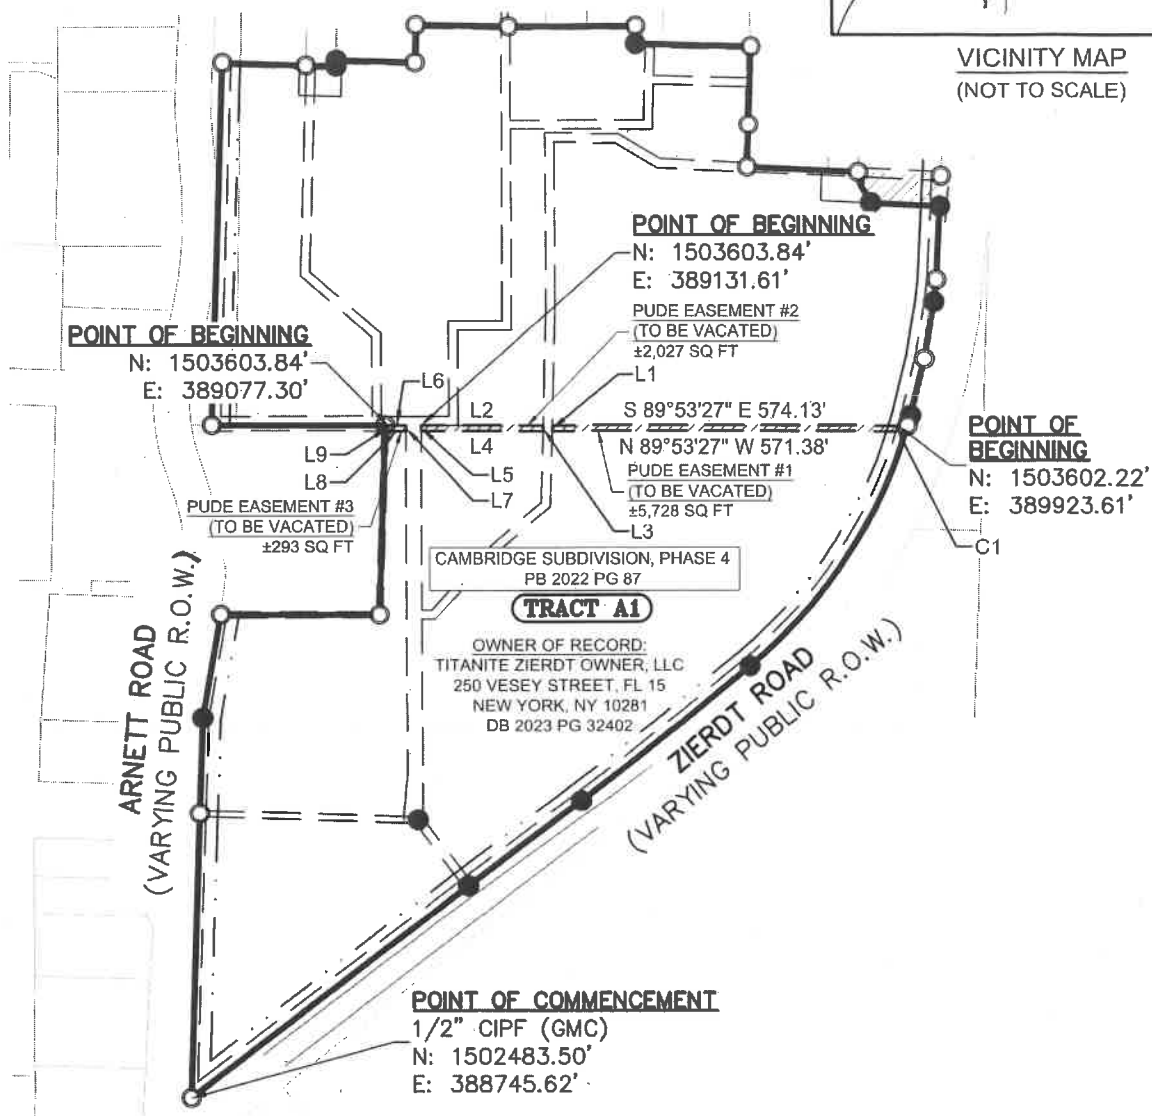 VICINITY MAP
(NOT TO SCALE)
POINT OF BEGINNING
N: 1503603.84'
E: 389131.61'
PUDE EASEMENT #2
(TO BE VACATED)
±2,027 SQ FT
POINT OF BEGINNING
N: 1503603.84'
E: 389077.30'
L6
L1
L2
S 89°53'27" E 574.13'
L4
N 89°53'27" W 571.38'
POINT OF
BEGINNING
N: 1503602.22'
E: 389923.61'
C1
L9
L8
L5
L7
L3
PUDE EASEMENT #1
(TO BE VACATED)
±5,728 SQ FT
PUDE EASEMENT #3
(TO BE VACATED)
±293 SQ FT
CAMBRIDGE SUBDIVISION, PHASE 4
PB 2022 PG 87
TRACT A1
OWNER OF RECORD:
TITANITE ZIERDT OWNER, LLC
250 VESEY STREET, FL 15
NEW YORK, NY 10281
DB 2023 PG 32402
ARNETT ROAD
(VARYING PUBLIC R.O.W.)
ZIERDT ROAD
(VARYING PUBLIC R.O.W.)
POINT OF COMMENCEMENT
1/2" CIPF (GMC)
N: 1502483.50'
E: 388745.62'